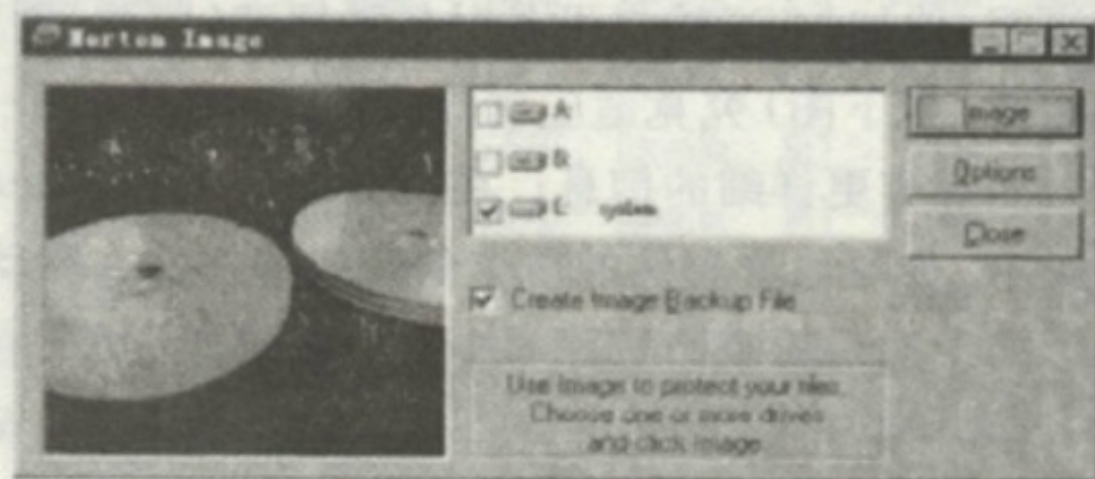 Norton Image
A:
B:
C: system
Image
Options
Close
Create Image Backup File
Use Image to protect your files.
Choose one or more drives
and click Image